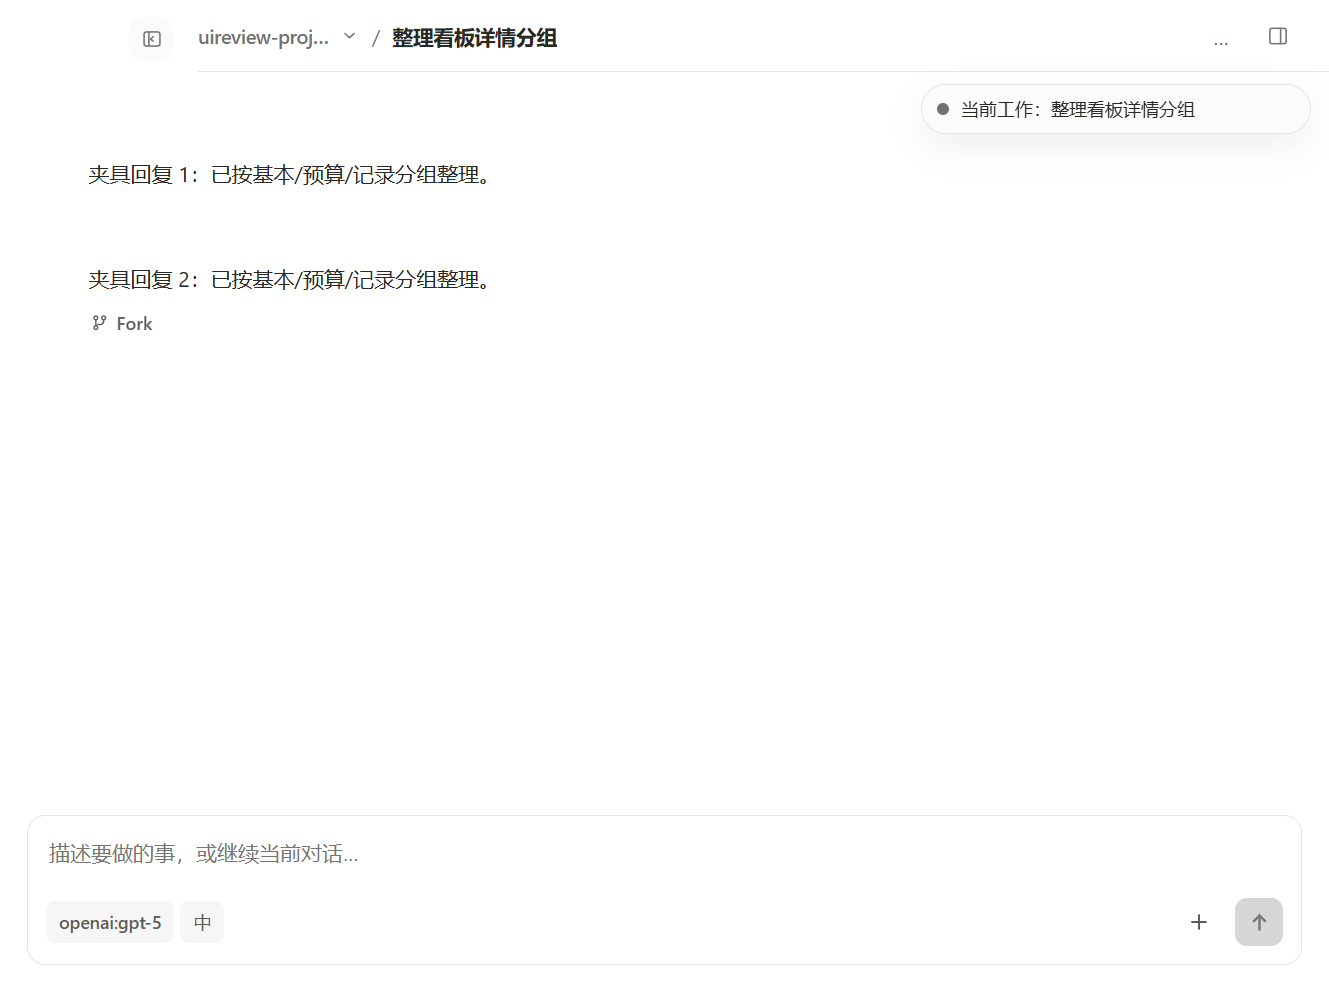 uireview-proj... / 整理看板详情分组 ...
当前工作：整理看板详情分组
夹具回复 1：已按基本/预算/记录分组整理。
夹具回复 2：已按基本/预算/记录分组整理。
Fork
描述要做的事，或继续当前对话...
openai:gpt-5 中